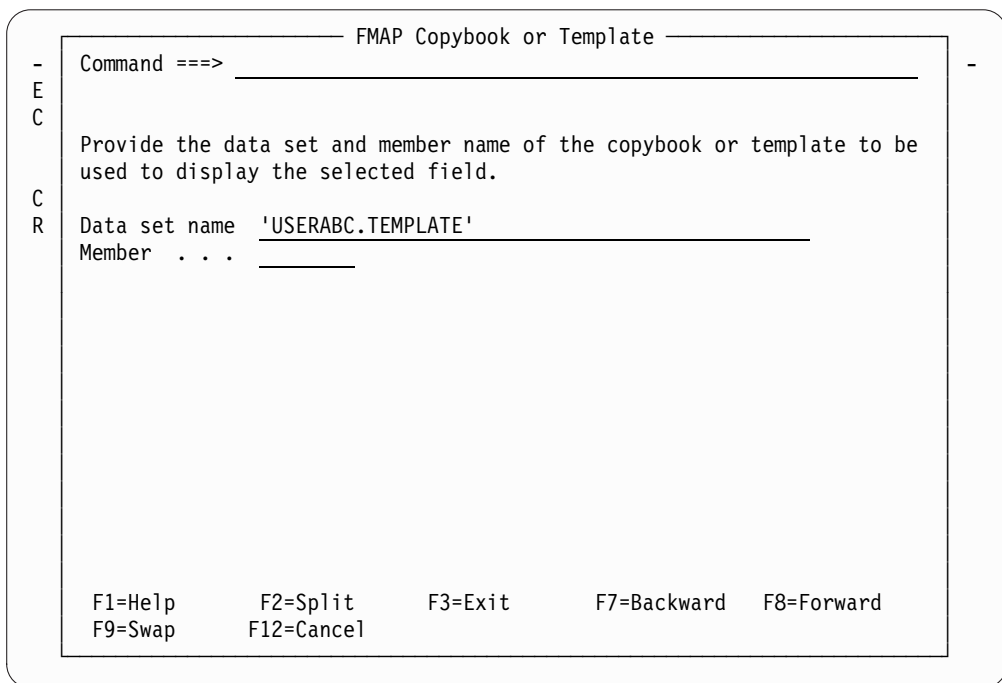 FMAP Copybook or Template
- Command ===> -
E
C
Provide the data set and member name of the copybook or template to be
used to display the selected field.
C
R Data set name 'USERABC.TEMPLATE'
Member . . .
F1=Help F2=Split F3=Exit F7=Backward F8=Forward
F9=Swap F12=Cancel